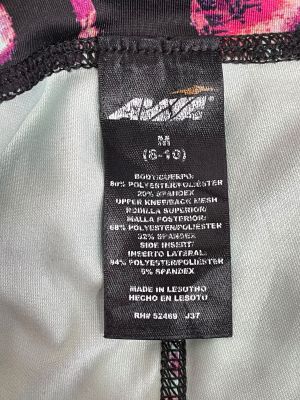 AVIA
M
(8-10)
BODY/CUERPO:
80% POLYESTER/POLIÉSTER
20% SPANDEX
UPPER KNEE/BACK MESH
RODILLA SUPERIOR/
MALLA POSTERIOR:
68% POLYESTER/POLIÉSTER
32% SPANDEX
SIDE INSERT/
INSERTO LATERAL:
94% POLYESTER/POLIÉSTER
6% SPANDEX
MADE IN LESOTHO
HECHO EN LESOTO
RN# 52469 J37